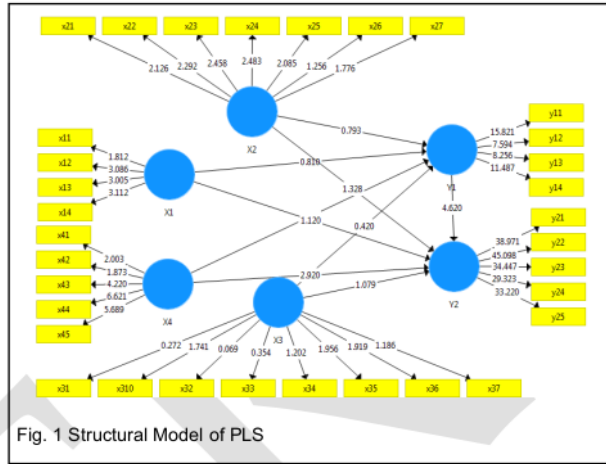 x21 x22 x23 x24 x25 x26 x27
2.126 2.292 2.458 2.483 2.085 1.256 1.776
X2
0.793
x11
x12
x13
x14
1.812
3.086
3.005
3.112
X1
0.810
1.328
1.120
0.420
Y1
15.821
7.594
8.256
11.487
y11
y12
y13
y14
4.620
x41
x42
x43
x44
x45
2.003
1.873
4.220
6.621
5.689
X4
2.920
1.079
Y2
38.971
45.098
34.447
29.323
33.220
y21
y22
y23
y24
y25
X3
0.272 1.741 0.069 0.354 1.202 1.956 1.919 1.186
x31 x310 x32 x33 x34 x35 x36 x37
Fig. 1 Structural Model of PLS